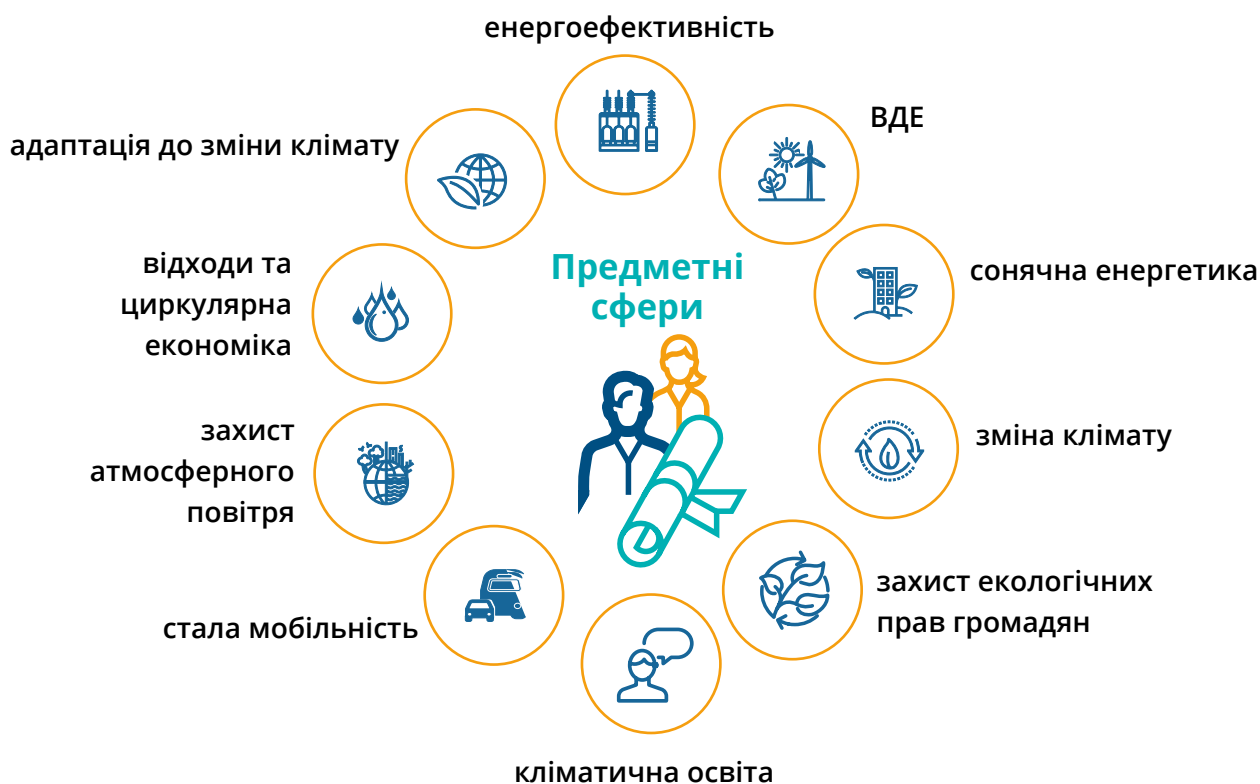 енергоефективність
ВДЕ
адаптація до зміни клімату
Предметні
сфери
відходи та
циркулярна
економіка
сонячна енергетика
захист
атмосферного
повітря
зміна клімату
захист екологічних
прав громадян
стала мобільність
кліматична освіта